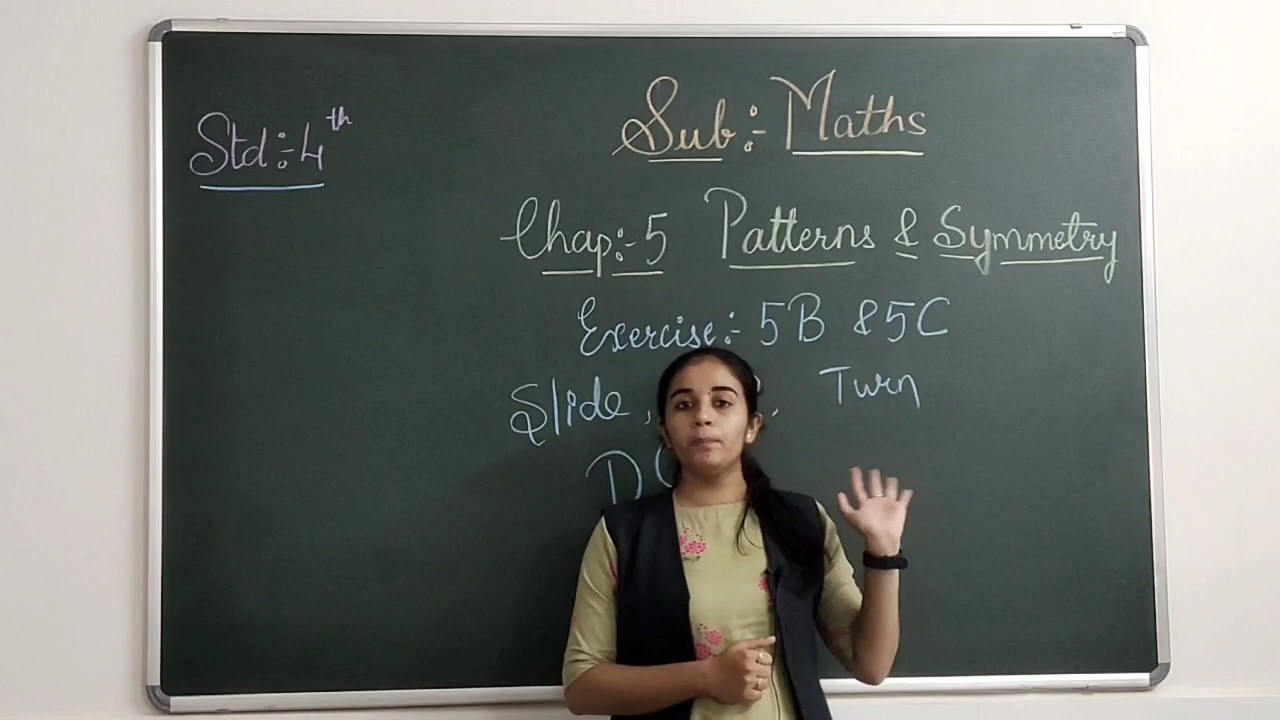 Std:- 4th
Sub:- Maths
Chap:- 5 Patterns & Symmetry
Exercise:- 5B & 5C
Slide, , Turn